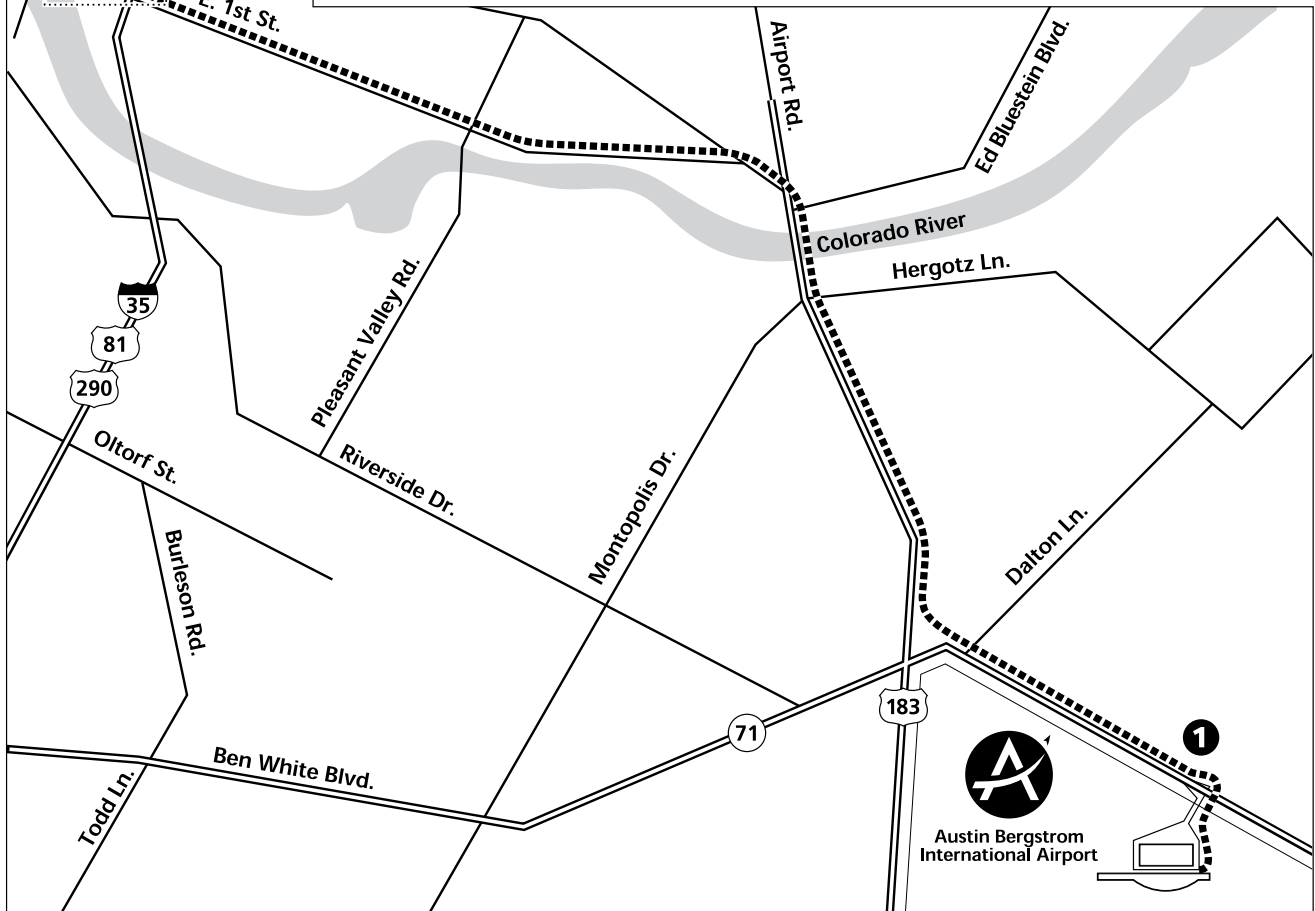 E. 1st St.
Airport Rd.
Ed Bluestein Blvd.
Colorado River
Hergotz Ln.
35
81
290
Pleasant Valley Rd.
Oltorf St.
Riverside Dr.
Montopolis Dr.
Burleson Rd.
Dalton Ln.
183
71
1
Ben White Blvd.
Todd Ln.
Austin Bergstrom
International Airport